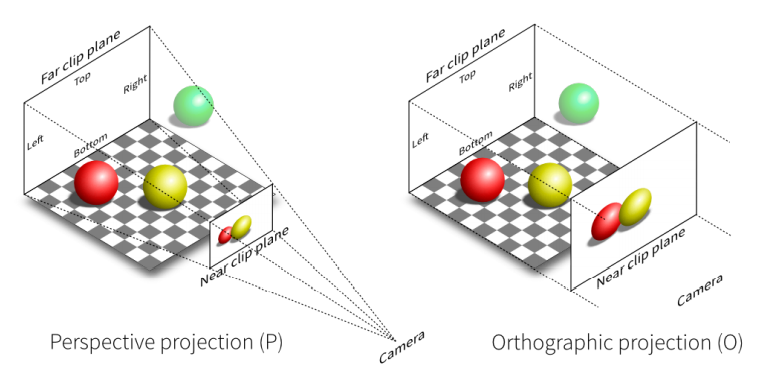 Far clip plane
Top
Right
Left
Bottom
Near clip plane
Camera
Perspective projection (P)
Far clip plane
Top
Right
Left
Bottom
Near clip plane
Camera
Orthographic projection (O)